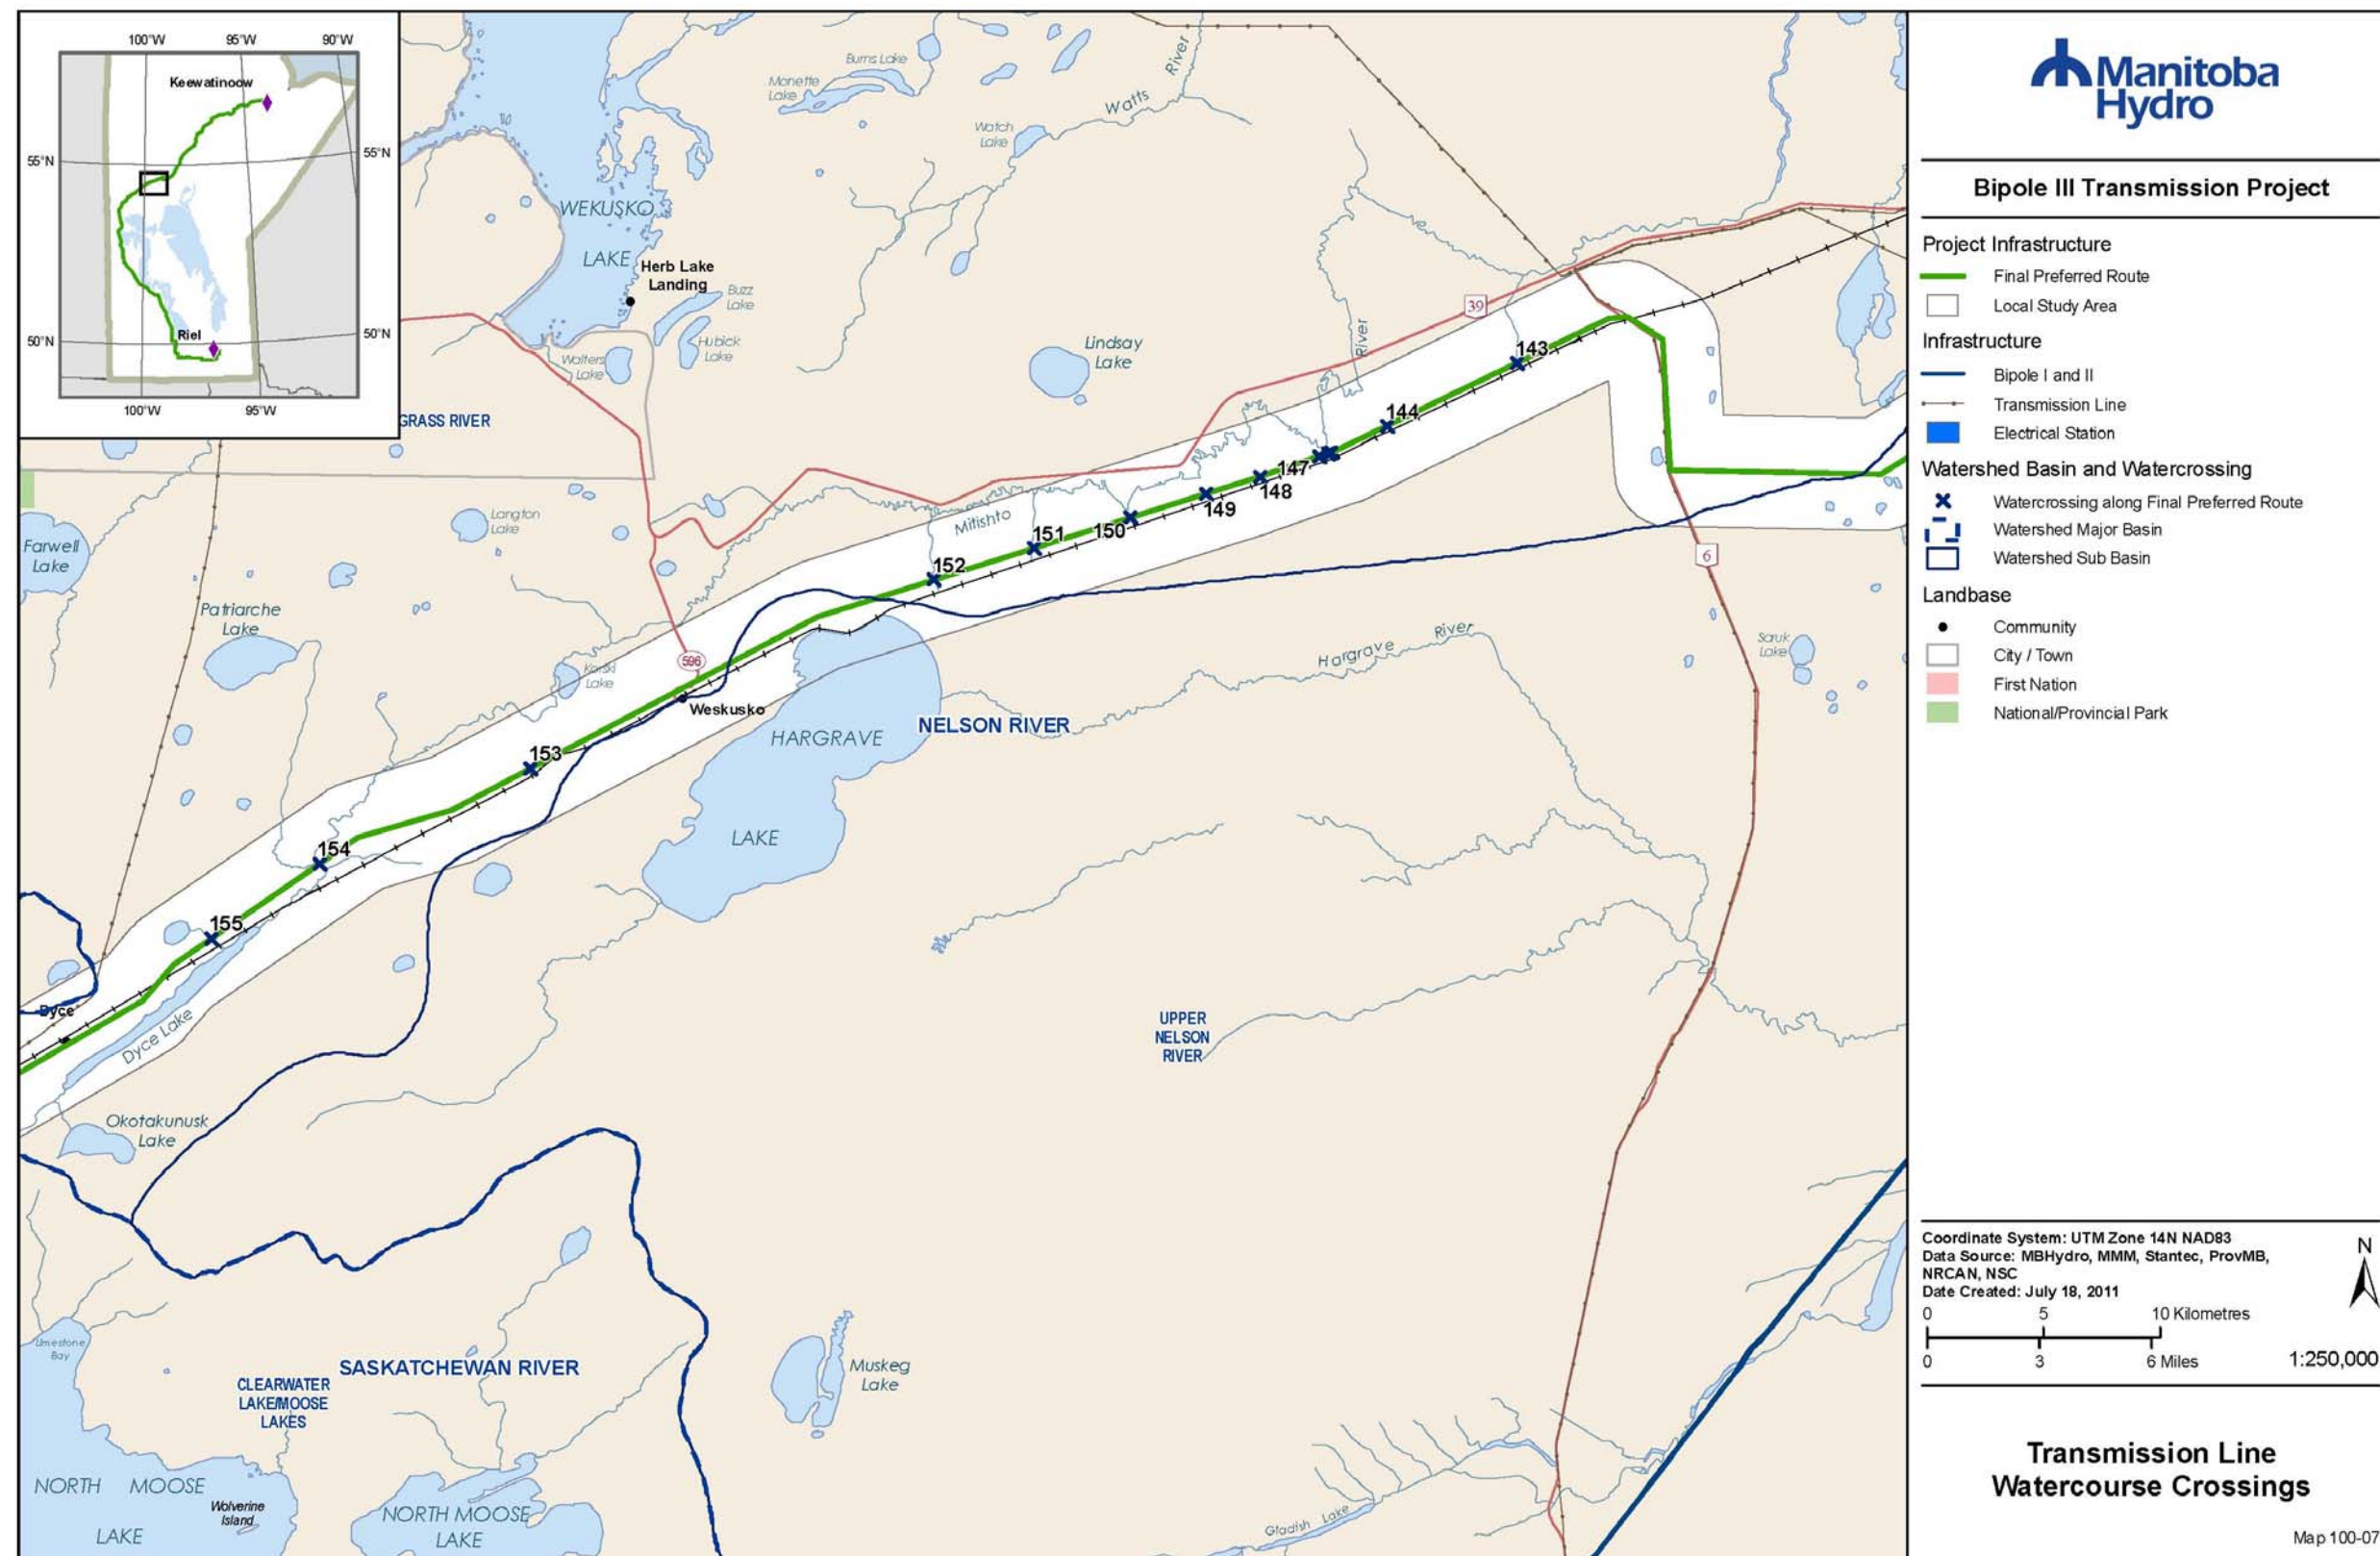 100°W 95°W 90°W
Keewatinoow
55°N 55°N
Riel
50°N 50°N
100°W 95°W
Burns Lake
Monette
Lake
Watch
Lake
Watts River
WEKUSKO
LAKE
Herb Lake
Landing
Buzz
Lake
Hubick
Lake
Walters
Lake
Lindsay
Lake
39
River
143
GRASS RIVER
144
147
148
149
150
151
152
Mitishto
Langton
Lake
Farwell
Lake
6
Patriarche
Lake
596
Korski
Lake
Hargrave River
Saruk
Lake
Weskusko
HARGRAVE
LAKE
NELSON RIVER
153
154
155
Dyce
Dyce Lake
UPPER
NELSON
RIVER
Okotakunusk
Lake
Limestone
Bay
SASKATCHEWAN RIVER
CLEARWATER
LAKE/MOOSE
LAKES
Muskeg
Lake
NORTH MOOSE
LAKE
Wolverine
Island
NORTH MOOSE
LAKE
Gladish Lake
Manitoba
Hydro
Bipole III Transmission Project
Project Infrastructure
Final Preferred Route
Local Study Area
Infrastructure
Bipole I and II
Transmission Line
Electrical Station
Watershed Basin and Watercrossing
Watercrossing along Final Preferred Route
Watershed Major Basin
Watershed Sub Basin
Landbase
Community
City / Town
First Nation
National/Provincial Park
Coordinate System: UTM Zone 14N NAD83
Data Source: MBHydro, MMM, Stantec, ProvMB,
NRCAN, NSC
Date Created: July 18, 2011
N
0 5 10 Kilometres
0 3 6 Miles
1:250,000
Transmission Line
Watercourse Crossings
Map 100-07